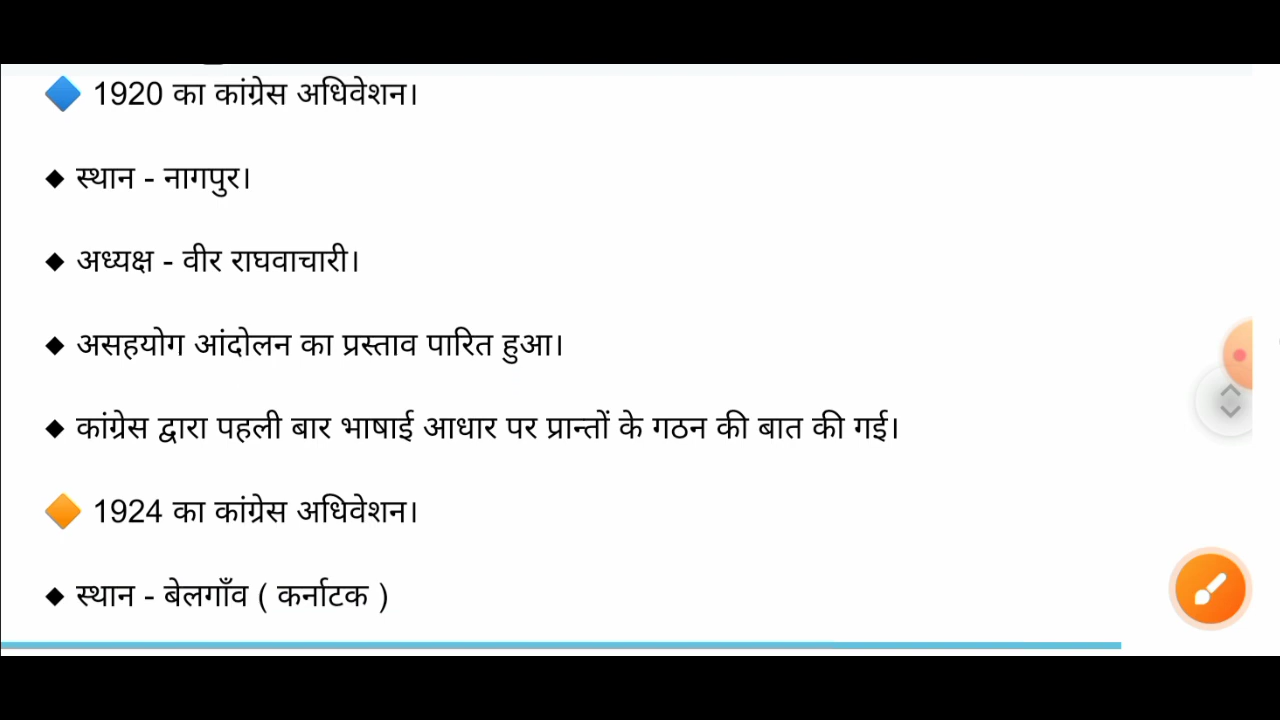 🔷 1920 का कांग्रेस अधिवेशन।
◆ स्थान - नागपुर।
◆ अध्यक्ष - वीर राघवाचारी।
◆ असहयोग आंदोलन का प्रस्ताव पारित हुआ।
◆ कांग्रेस द्वारा पहली बार भाषाई आधार पर प्रान्तों के गठन की बात की गई।
🔶 1924 का कांग्रेस अधिवेशन।
◆ स्थान - बेलगाँव ( कर्नाटक )